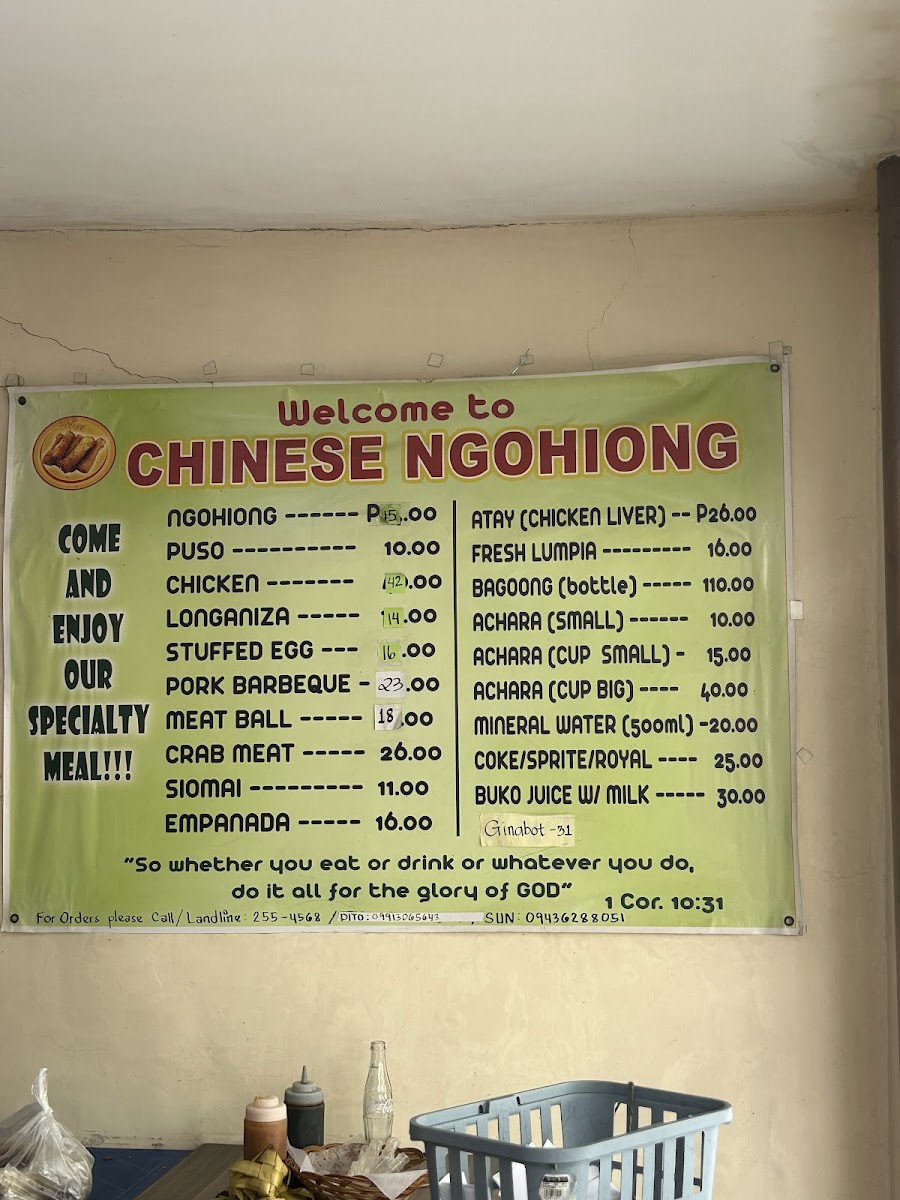 Welcome to
CHINESE NGOHIONG
COME
AND
ENJOY
OUR
SPECIALTY
MEAL!!!
NGOHIONG ------ P15.00
PUSO ---------- 10.00
CHICKEN ------- 42.00
LONGANIZA ----- 14.00
STUFFED EGG --- 16.00
PORK BARBEQUE - 23.00
MEAT BALL ----- 18.00
CRAB MEAT ----- 26.00
SIOMAI --------- 11.00
EMPANADA ----- 16.00
ATAY (CHICKEN LIVER) -- P26.00
FRESH LUMPIA --------- 16.00
BAGOONG (bottle) ----- 110.00
ACHARA (SMALL) ------ 10.00
ACHARA (CUP SMALL) - 15.00
ACHARA (CUP BIG) ---- 40.00
MINERAL WATER (500ml) -20.00
COKE/SPRITE/ROYAL ---- 25.00
BUKO JUICE W/ MILK ----- 30.00
Ginabot -31
"So whether you eat or drink or whatever you do,
do it all for the glory of GOD"
1 Cor. 10:31
For Orders please Call/Landline: 255-4568 / DITO: 09913065643 , SUN: 09436288051